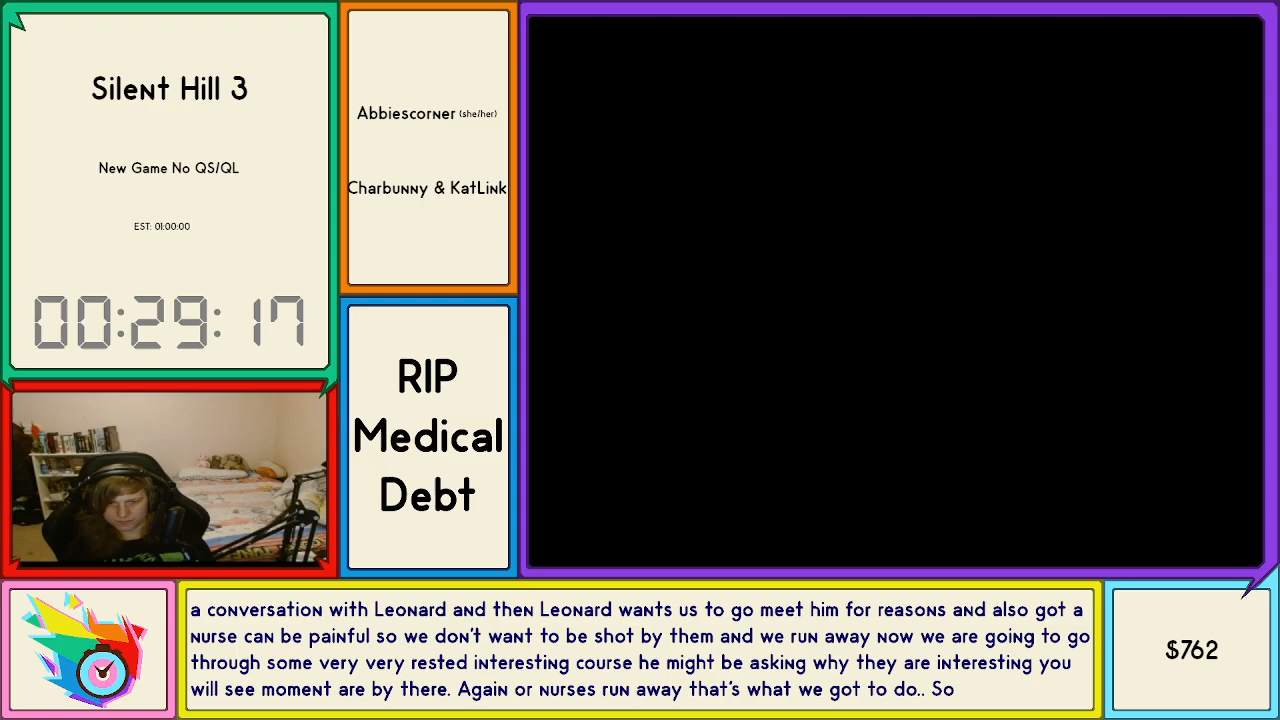 Silent Hill 3
New Game No QS/QL
EST: 01:00:00
00:29:17
Abbiescorner (she/her)
Charbunny & KatLink
RIP
Medical
Debt
a conversation with Leonard and then Leonard wants us to go meet him for reasons and also got a
nurse can be painful so we don't want to be shot by them and we run away now we are going to go
through some very very rested interesting course he might be asking why they are interesting you
will see moment are by there. Again or nurses run away that's what we got to do.. So
$762